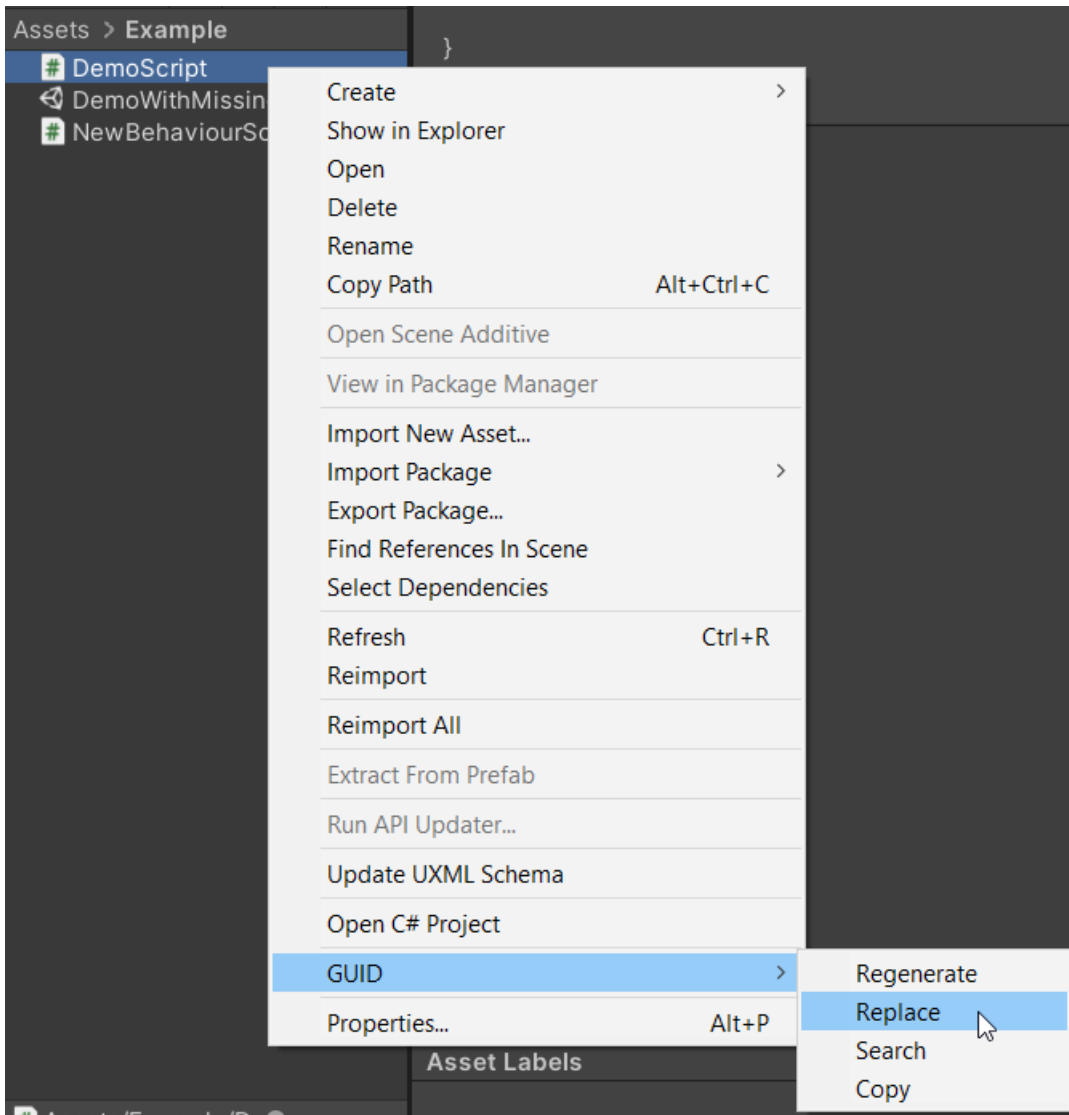 Assets > Example
}
# DemoScript
DemoWithMissin
# NewBehaviourSc
Create >
Show in Explorer
Open
Delete
Rename
Copy Path Alt+Ctrl+C
Open Scene Additive
View in Package Manager
Import New Asset...
Import Package >
Export Package...
Find References In Scene
Select Dependencies
Refresh Ctrl+R
Reimport
Reimport All
Extract From Prefab
Run API Updater...
Update UXML Schema
Open C# Project
GUID >
Properties... Alt+P
Regenerate
Replace
Search
Copy
Asset Labels